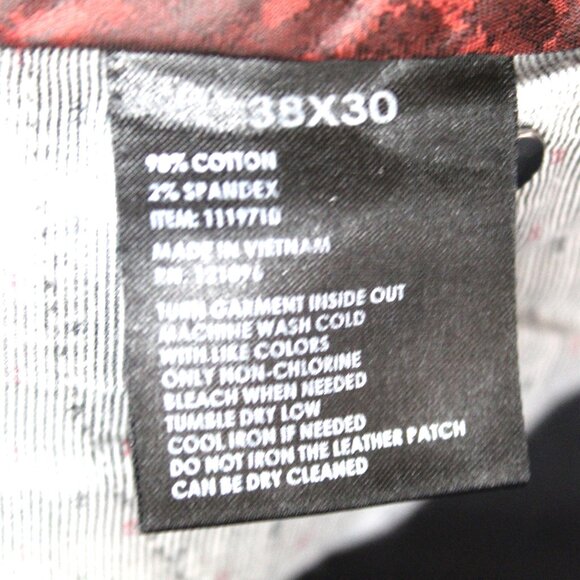 38X30
98% COTTON
2% SPANDEX
ITEM: 1119710
MADE IN VIETNAM
RN:
TURN GARMENT INSIDE OUT
MACHINE WASH COLD
WITH LIKE COLORS
ONLY NON-CHLORINE
BLEACH WHEN NEEDED
TUMBLE DRY LOW
COOL IRON IF NEEDED
DO NOT IRON THE LEATHER PATCH
CAN BE DRY CLEANED